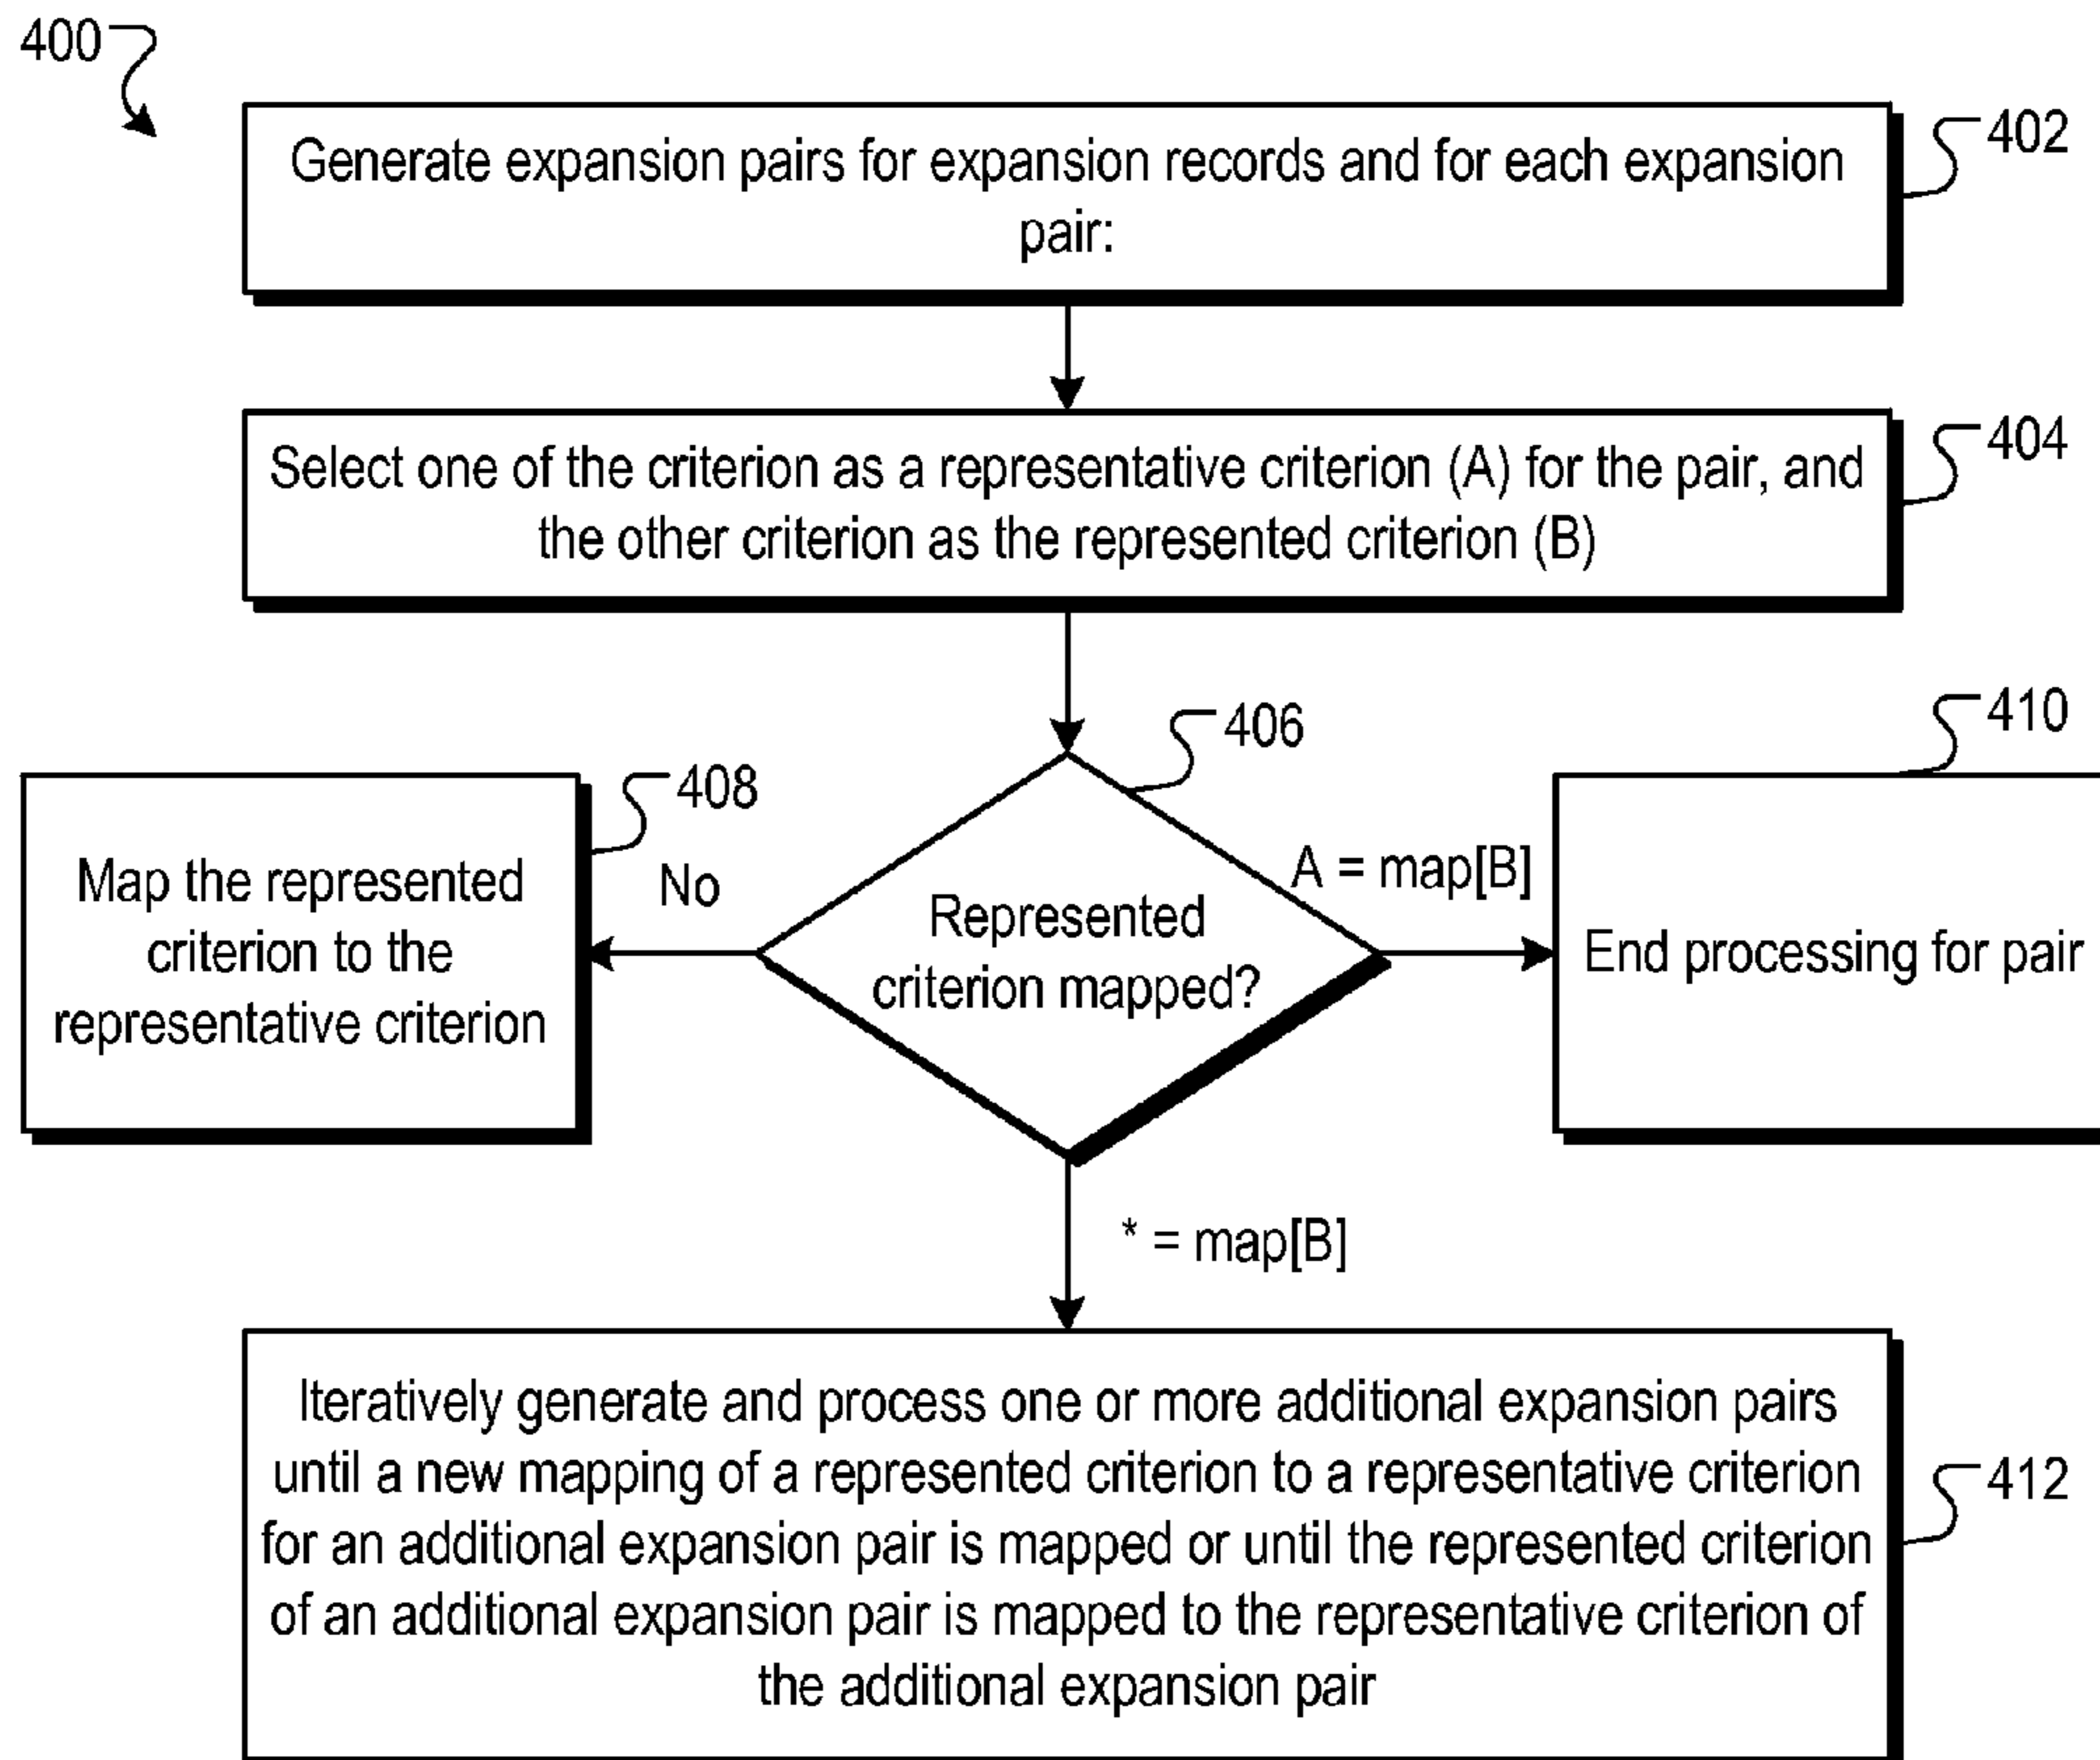 400
Generate expansion pairs for expansion records and for each expansion
pair:
402
Select one of the criterion as a representative criterion (A) for the pair, and
the other criterion as the represented criterion (B)
404
406
Represented
criterion mapped?
No
408
Map the represented
criterion to the
representative criterion
A = map[B]
410
End processing for pair
* = map[B]
Iteratively generate and process one or more additional expansion pairs
until a new mapping of a represented criterion to a representative criterion
for an additional expansion pair is mapped or until the represented criterion
of an additional expansion pair is mapped to the representative criterion of
the additional expansion pair
412